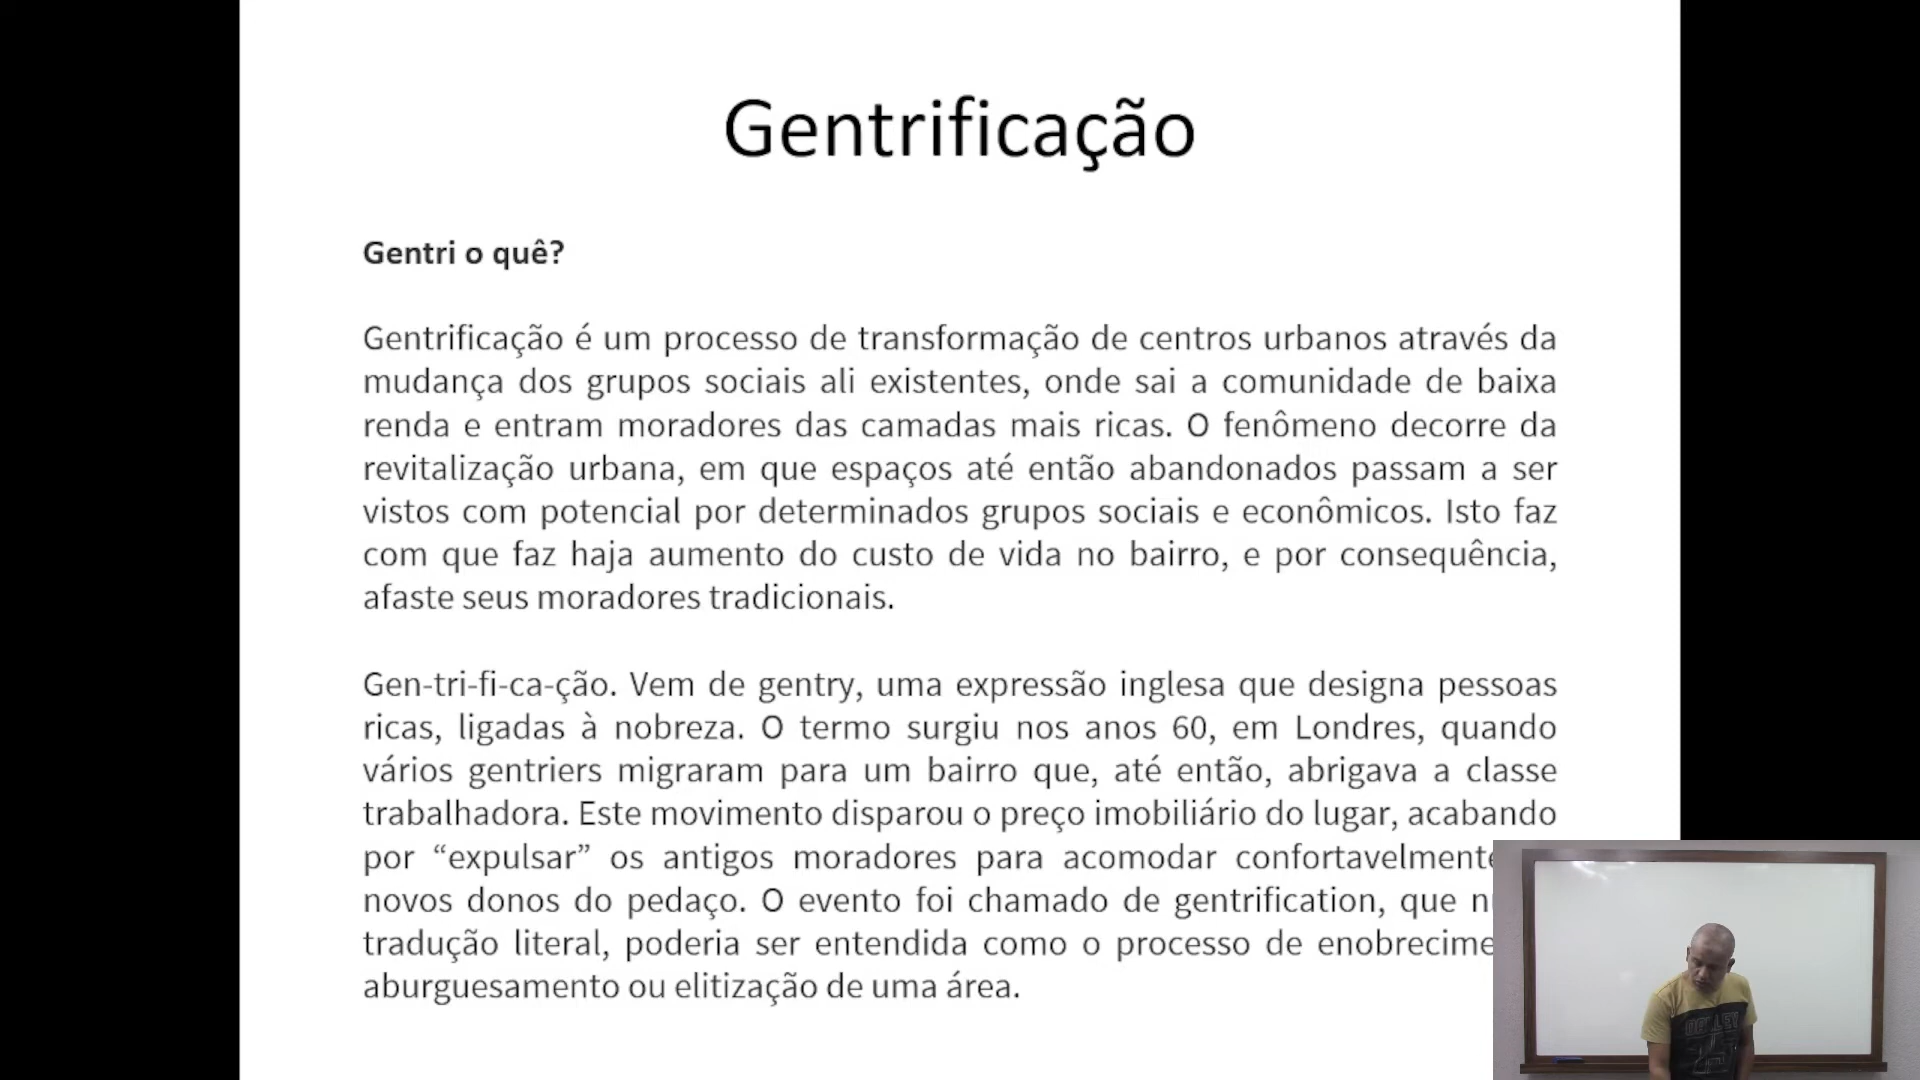 Gentrificação
Gentri o quê?
Gentrificação é um processo de transformação de centros urbanos através da
mudança dos grupos sociais ali existentes, onde sai a comunidade de baixa
renda e entram moradores das camadas mais ricas. O fenômeno decorre da
revitalização urbana, em que espaços até então abandonados passam a ser
vistos com potencial por determinados grupos sociais e econômicos. Isto faz
com que faz haja aumento do custo de vida no bairro, e por consequência,
afaste seus moradores tradicionais.
Gen-tri-fi-ca-ção. Vem de gentry, uma expressão inglesa que designa pessoas
ricas, ligadas à nobreza. O termo surgiu nos anos 60, em Londres, quando
vários gentriers migraram para um bairro que, até então, abrigava a classe
trabalhadora. Este movimento disparou o preço imobiliário do lugar, acabando
por “expulsar” os antigos moradores para acomodar confortavelmente
novos donos do pedaço. O evento foi chamado de gentrification, que
tradução literal, poderia ser entendida como o processo de
aburguesamento ou elitização de uma área.